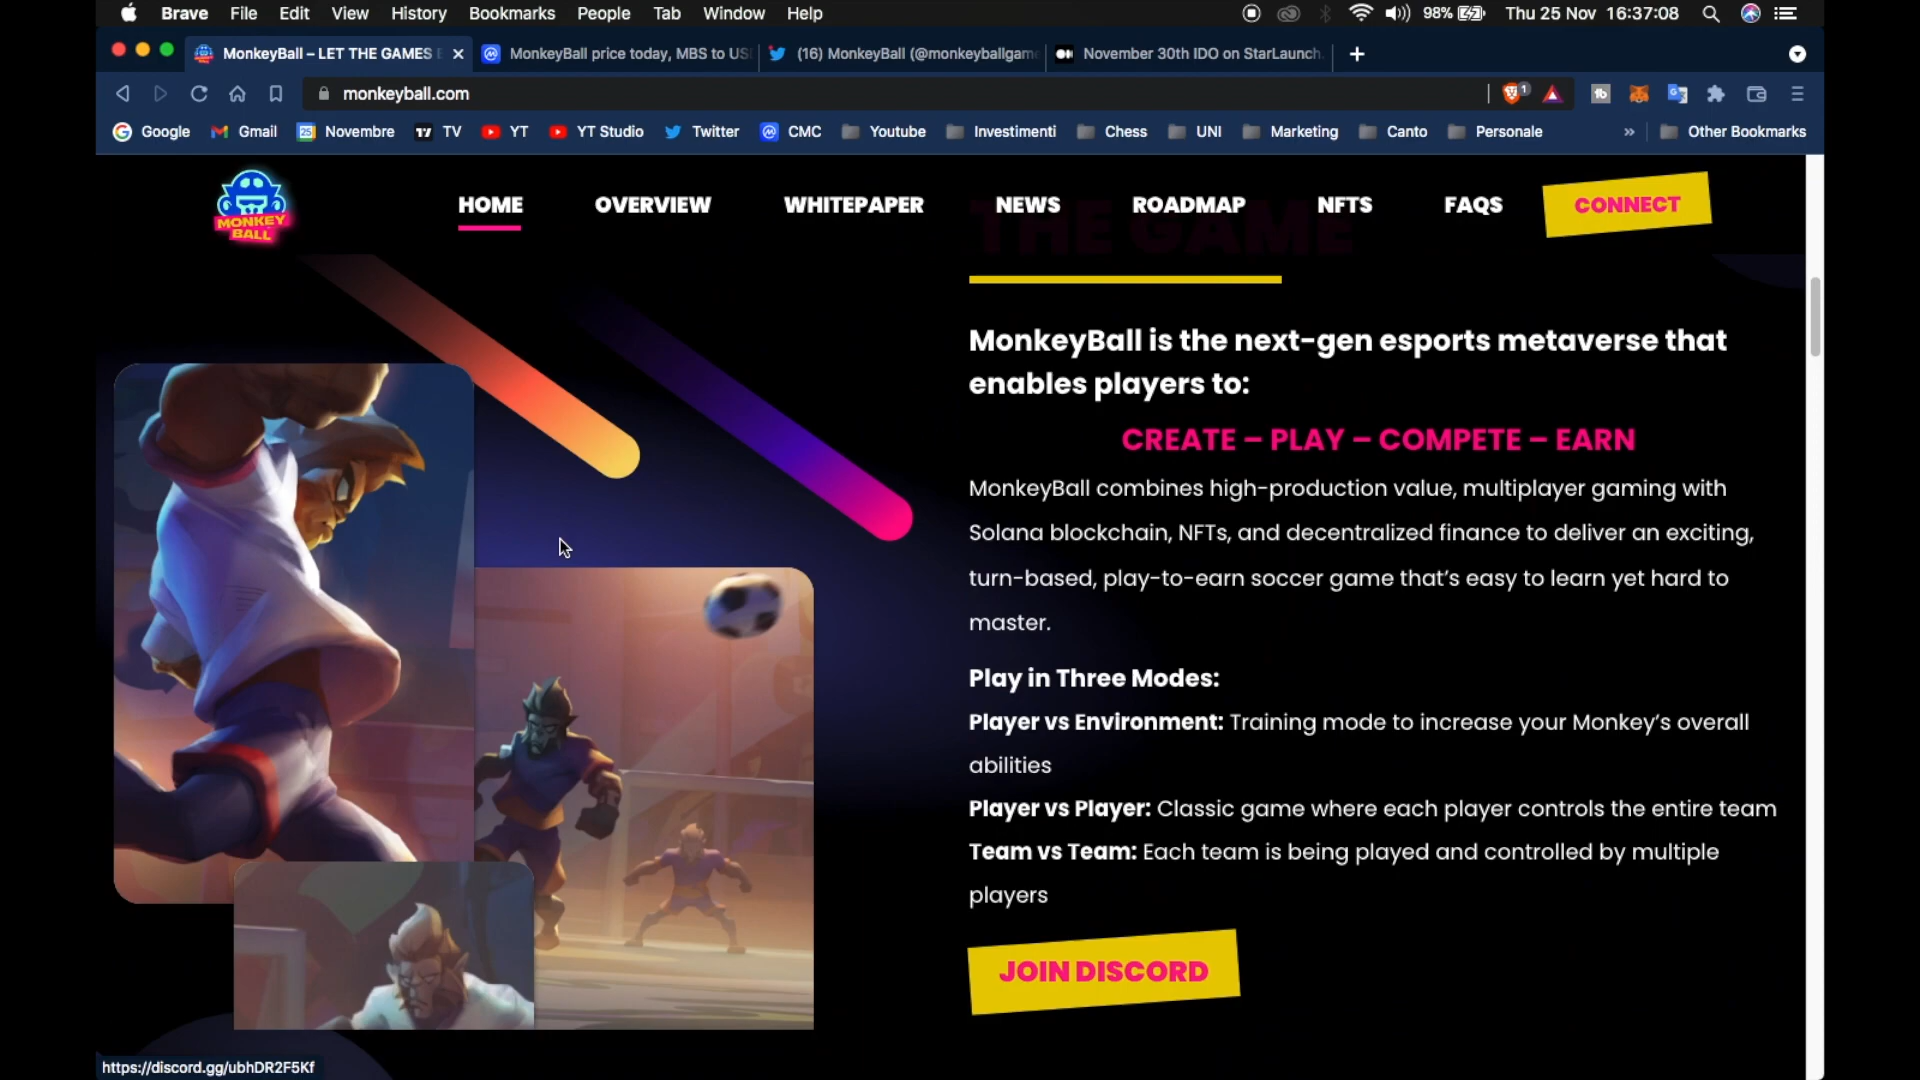 Brave File Edit View History Bookmarks People Tab Window Help 98% Thu 25 Nov 16:37:08
MonkeyBall – LET THE GAMES MonkeyBall price today, MBS to US (16) MonkeyBall (@monkeyballgam November 30th IDO on StarLaunch
monkeyball.com
Google Gmail Novembre TV YT YT Studio Twitter CMC Youtube Investimenti Chess UNI Marketing Canto Personale Other Bookmarks
MONKEY BALL
HOME OVERVIEW WHITEPAPER NEWS ROADMAP NFTS FAQS CONNECT
THE GAME
MonkeyBall is the next-gen esports metaverse that
enables players to:
CREATE – PLAY – COMPETE – EARN
MonkeyBall combines high-production value, multiplayer gaming with
Solana blockchain, NFTs, and decentralized finance to deliver an exciting,
turn-based, play-to-earn soccer game that's easy to learn yet hard to
master.
Play in Three Modes:
Player vs Environment: Training mode to increase your Monkey's overall
abilities
Player vs Player: Classic game where each player controls the entire team
Team vs Team: Each team is being played and controlled by multiple
players
JOIN DISCORD
https://discord.gg/ubhDR2F5Kf